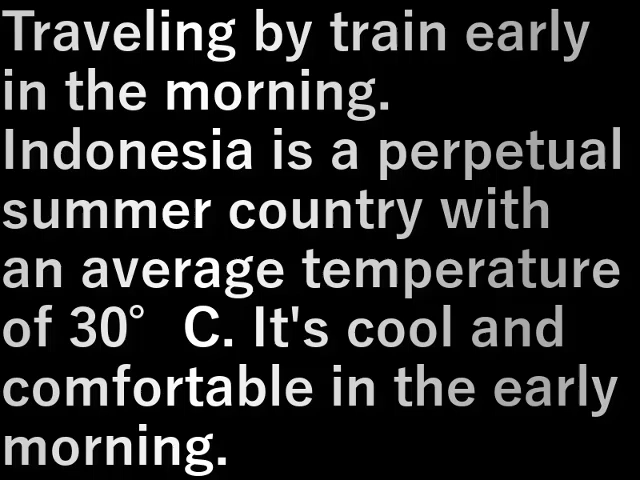 Traveling by train early
in the morning.
Indonesia is a perpetual
summer country with
an average temperature
of 30° C. It's cool and
comfortable in the early
morning.